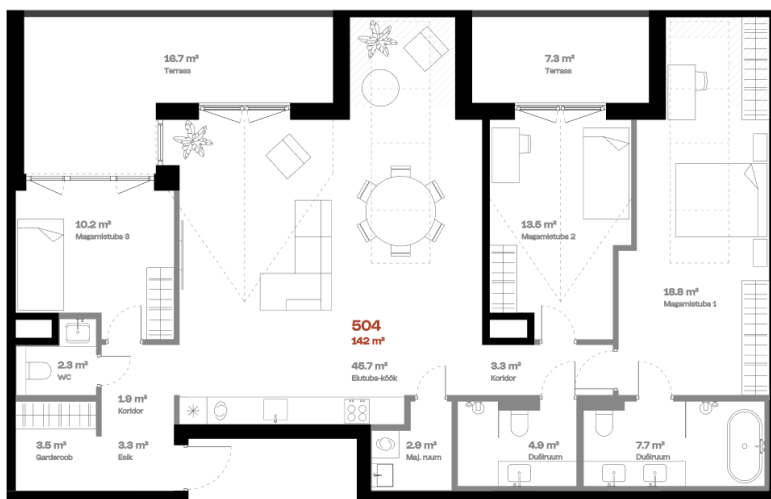 16.7 m²
Terrass
7.3 m²
Terrass
10.2 m²
Magamistuba 3
13.5 m²
Magamistuba 2
18.8 m²
Magamistuba 1
504
142 m²
45.7 m²
Elutuba-köök
3.3 m²
Koridor
2.3 m²
WC
1.9 m²
Koridor
3.5 m²
Garderoob
3.3 m²
Esik
2.9 m²
Maj. ruum
4.9 m²
Duširuum
7.7 m²
Duširuum